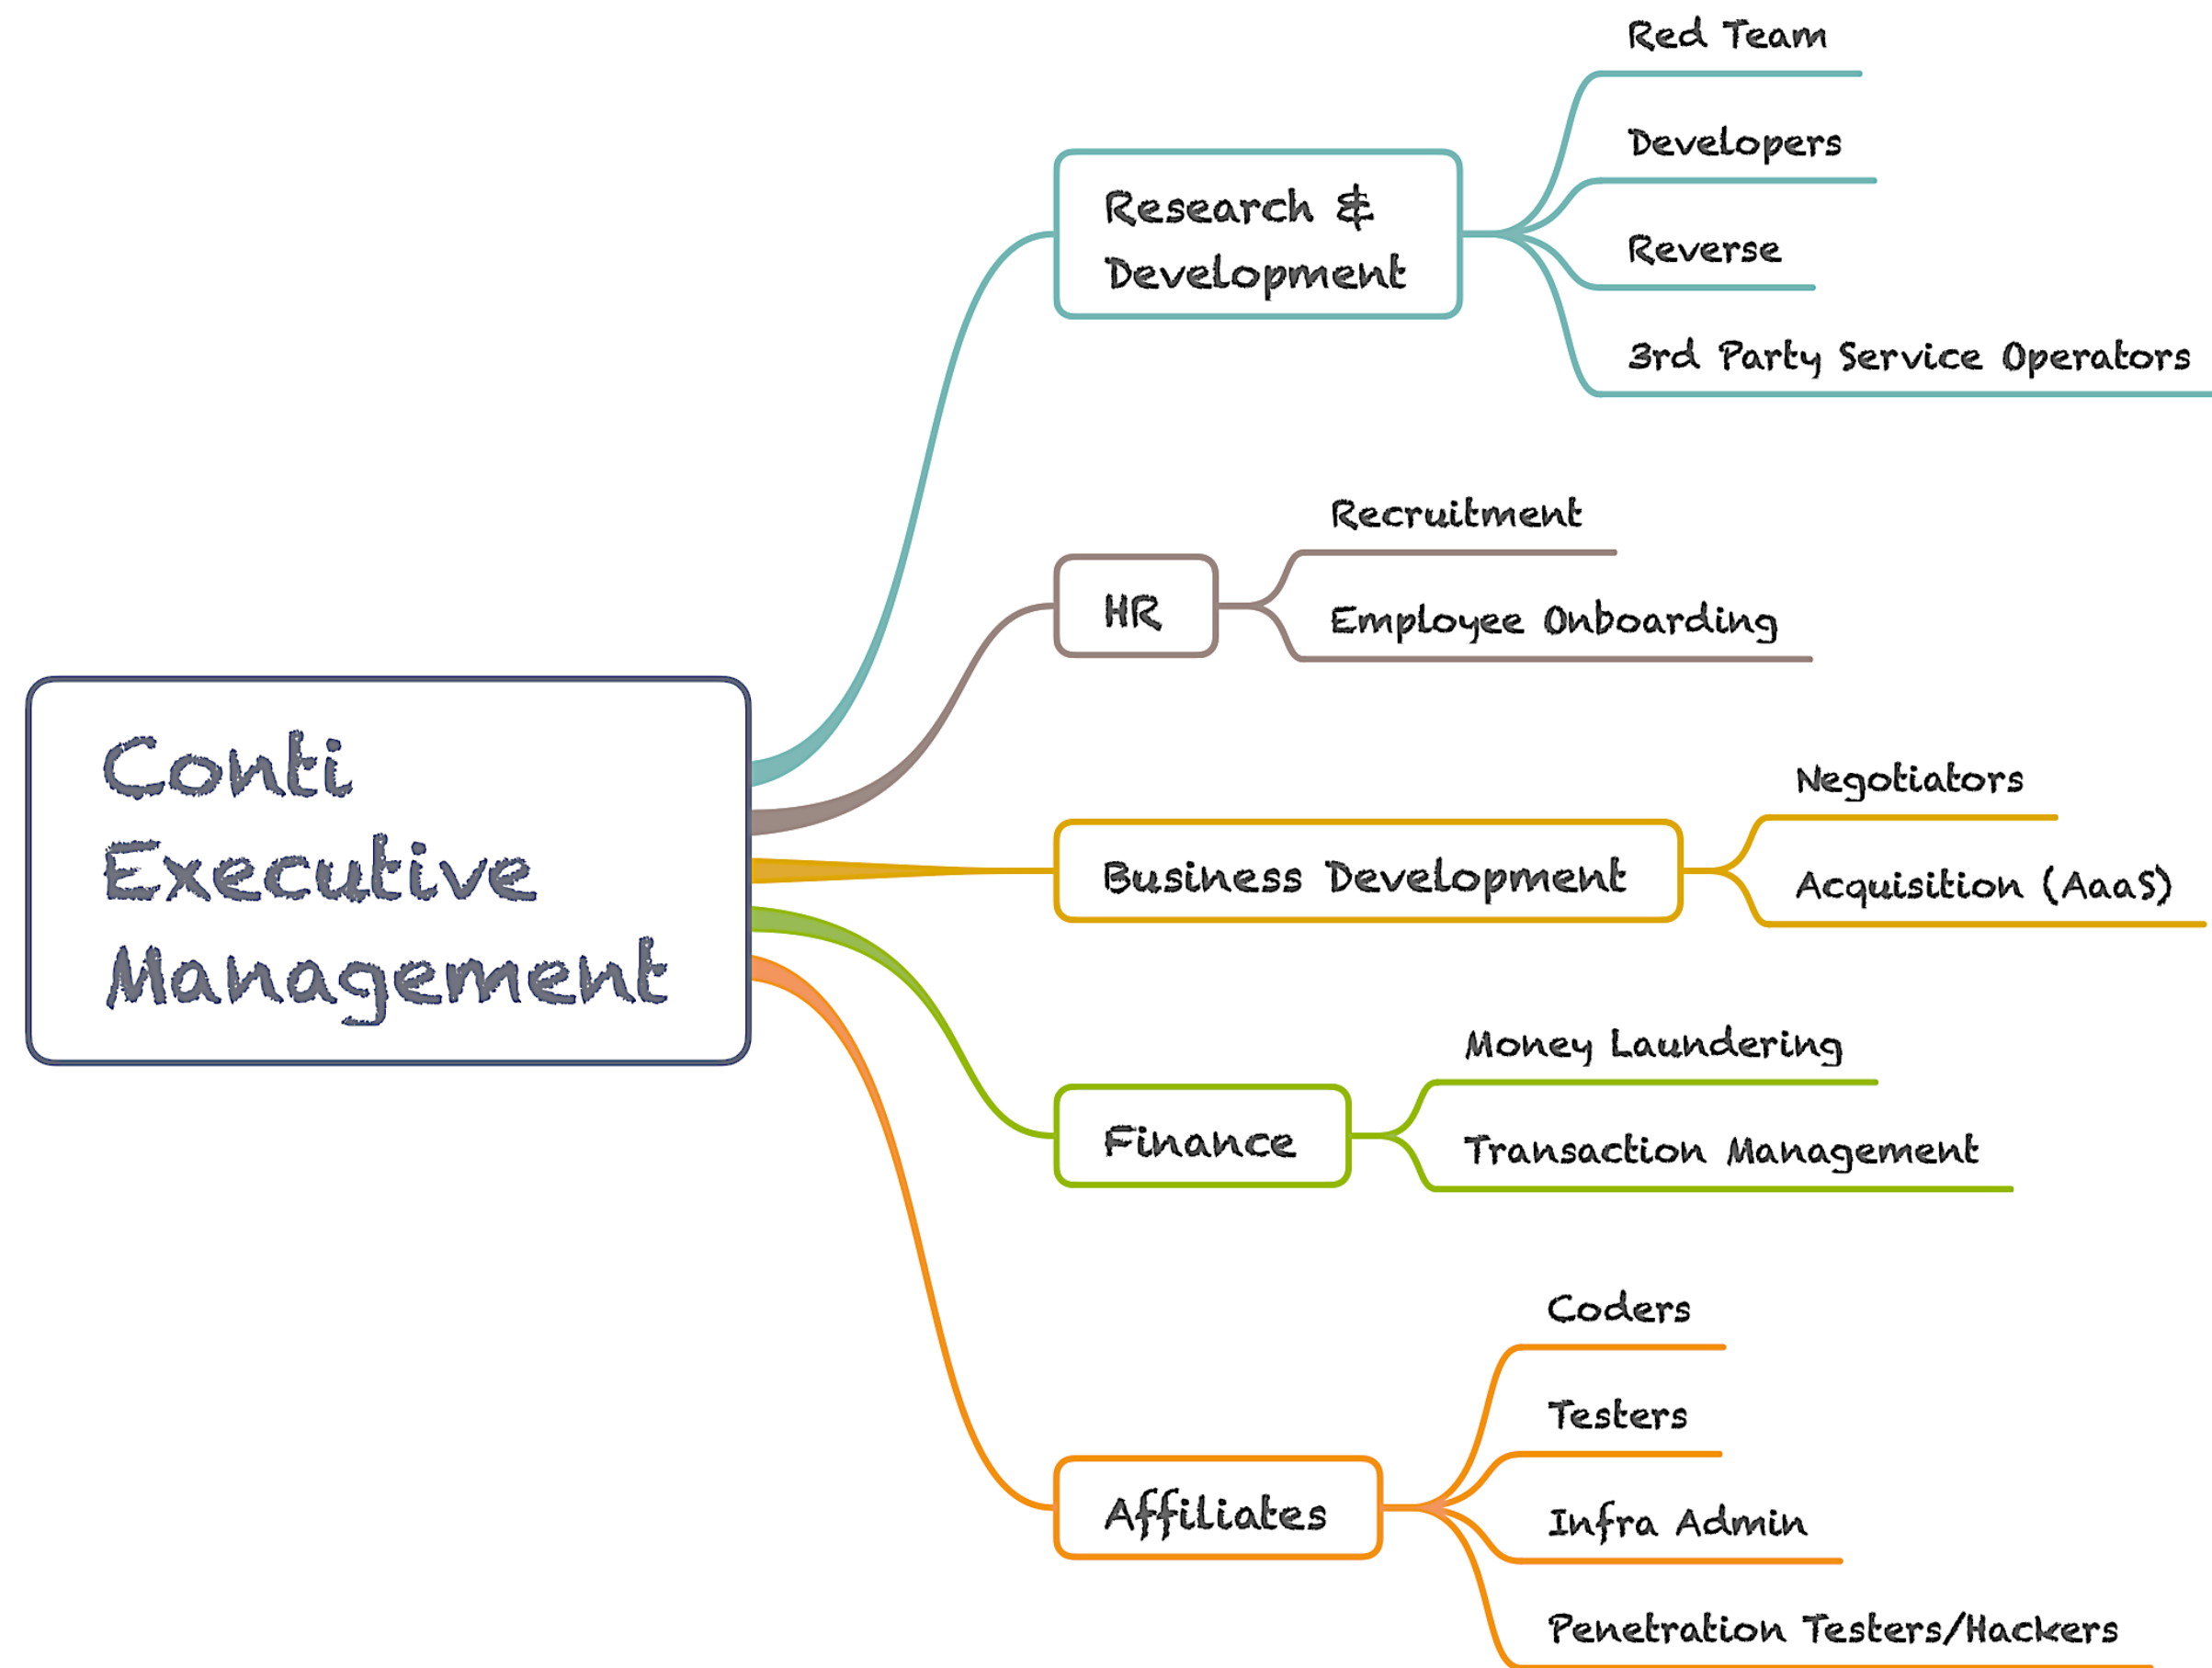 Conti
Executive
Management
Research &
Development
Red Team
Developers
Reverse
3rd Party Service Operators
HR
Recruitment
Employee Onboarding
Business Development
Negotiators
Acquisition (AaaS)
Finance
Money Laundering
Transaction Management
Affiliates
Coders
Testers
Infra Admin
Penetration Testers/Hackers